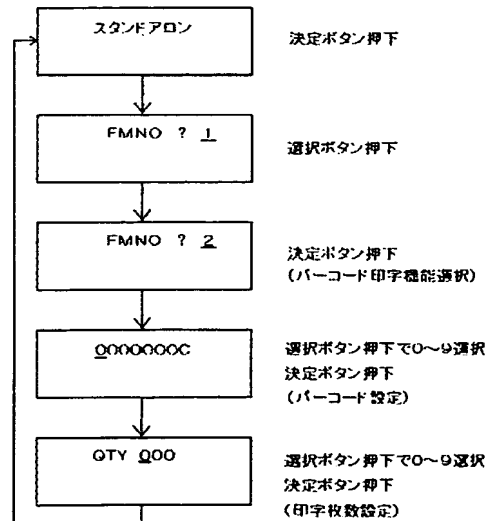 スタンドアロン
決定ボタン押下
FMNO ? 1
選択ボタン押下
FMNO ? 2
決定ボタン押下
(バーコード印字機能選択)
0000000C
選択ボタン押下で0〜9選択
決定ボタン押下
(バーコード設定)
QTY 000
選択ボタン押下で0〜9選択
決定ボタン押下
(印字枚数設定)